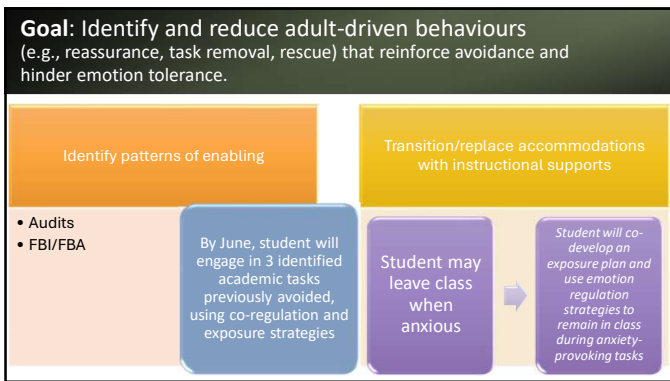 Goal: Identify and reduce adult-driven behaviours
(e.g., reassurance, task removal, rescue) that reinforce avoidance and
hinder emotion tolerance.
Identify patterns of enabling
Transition/replace accommodations
with instructional supports
• Audits
• FBI/FBA
By June, student will
engage in 3 identified
academic tasks
previously avoided,
using co-regulation and
exposure strategies
Student may
leave class
when
anxious
Student will co-
develop an
exposure plan and
use emotion
regulation
strategies to
remain in class
during anxiety-
provoking tasks